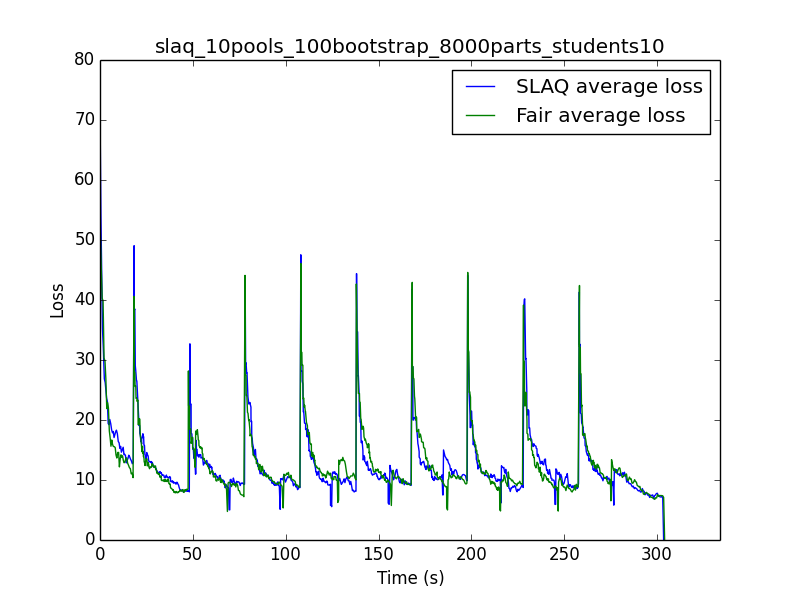 slaq_10pools_100bootstrap_8000parts_students10
SLAQ average loss
Fair average loss
80
70
60
50
40
30
20
10
0
Loss
0 50 100 150 200 250 300
Time (s)